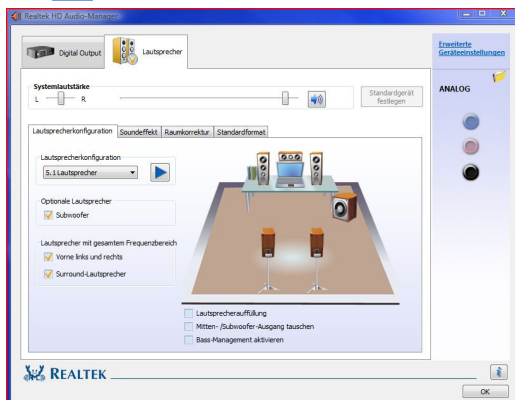 Realtek HD Audio-Manager
Digital Output
Lautsprecher
Erweiterte
Geräteeinstellungen
Systemlautstärke
L
R
Standardgerät
festlegen
ANALOG
Lautsprecherkonfiguration
Soundeffekt
Raumkorrektur
Standardformat
Lautsprecherkonfiguration
5.1 Lautsprecher
Optionale Lautsprecher
Subwoofer
Lautsprecher mit gesamtem Frequenzbereich
Vorne links und rechts
Surround-Lautsprecher
Lautsprecherauffüllung
Mitten- /Subwoofer-Ausgang tauschen
Bass-Management aktivieren
REALTEK
OK